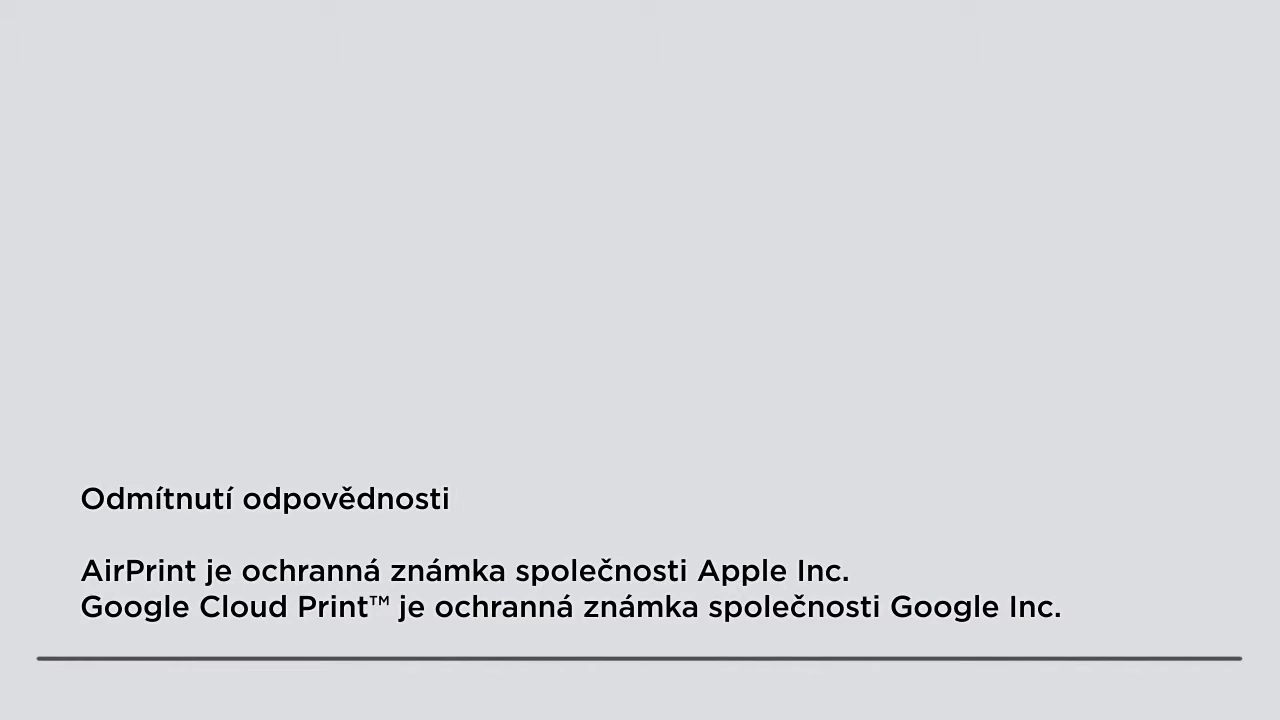 Odmítnutí odpovědnosti
AirPrint je ochranná známka společnosti Apple Inc.
Google Cloud Print™ je ochranná známka společnosti Google Inc.